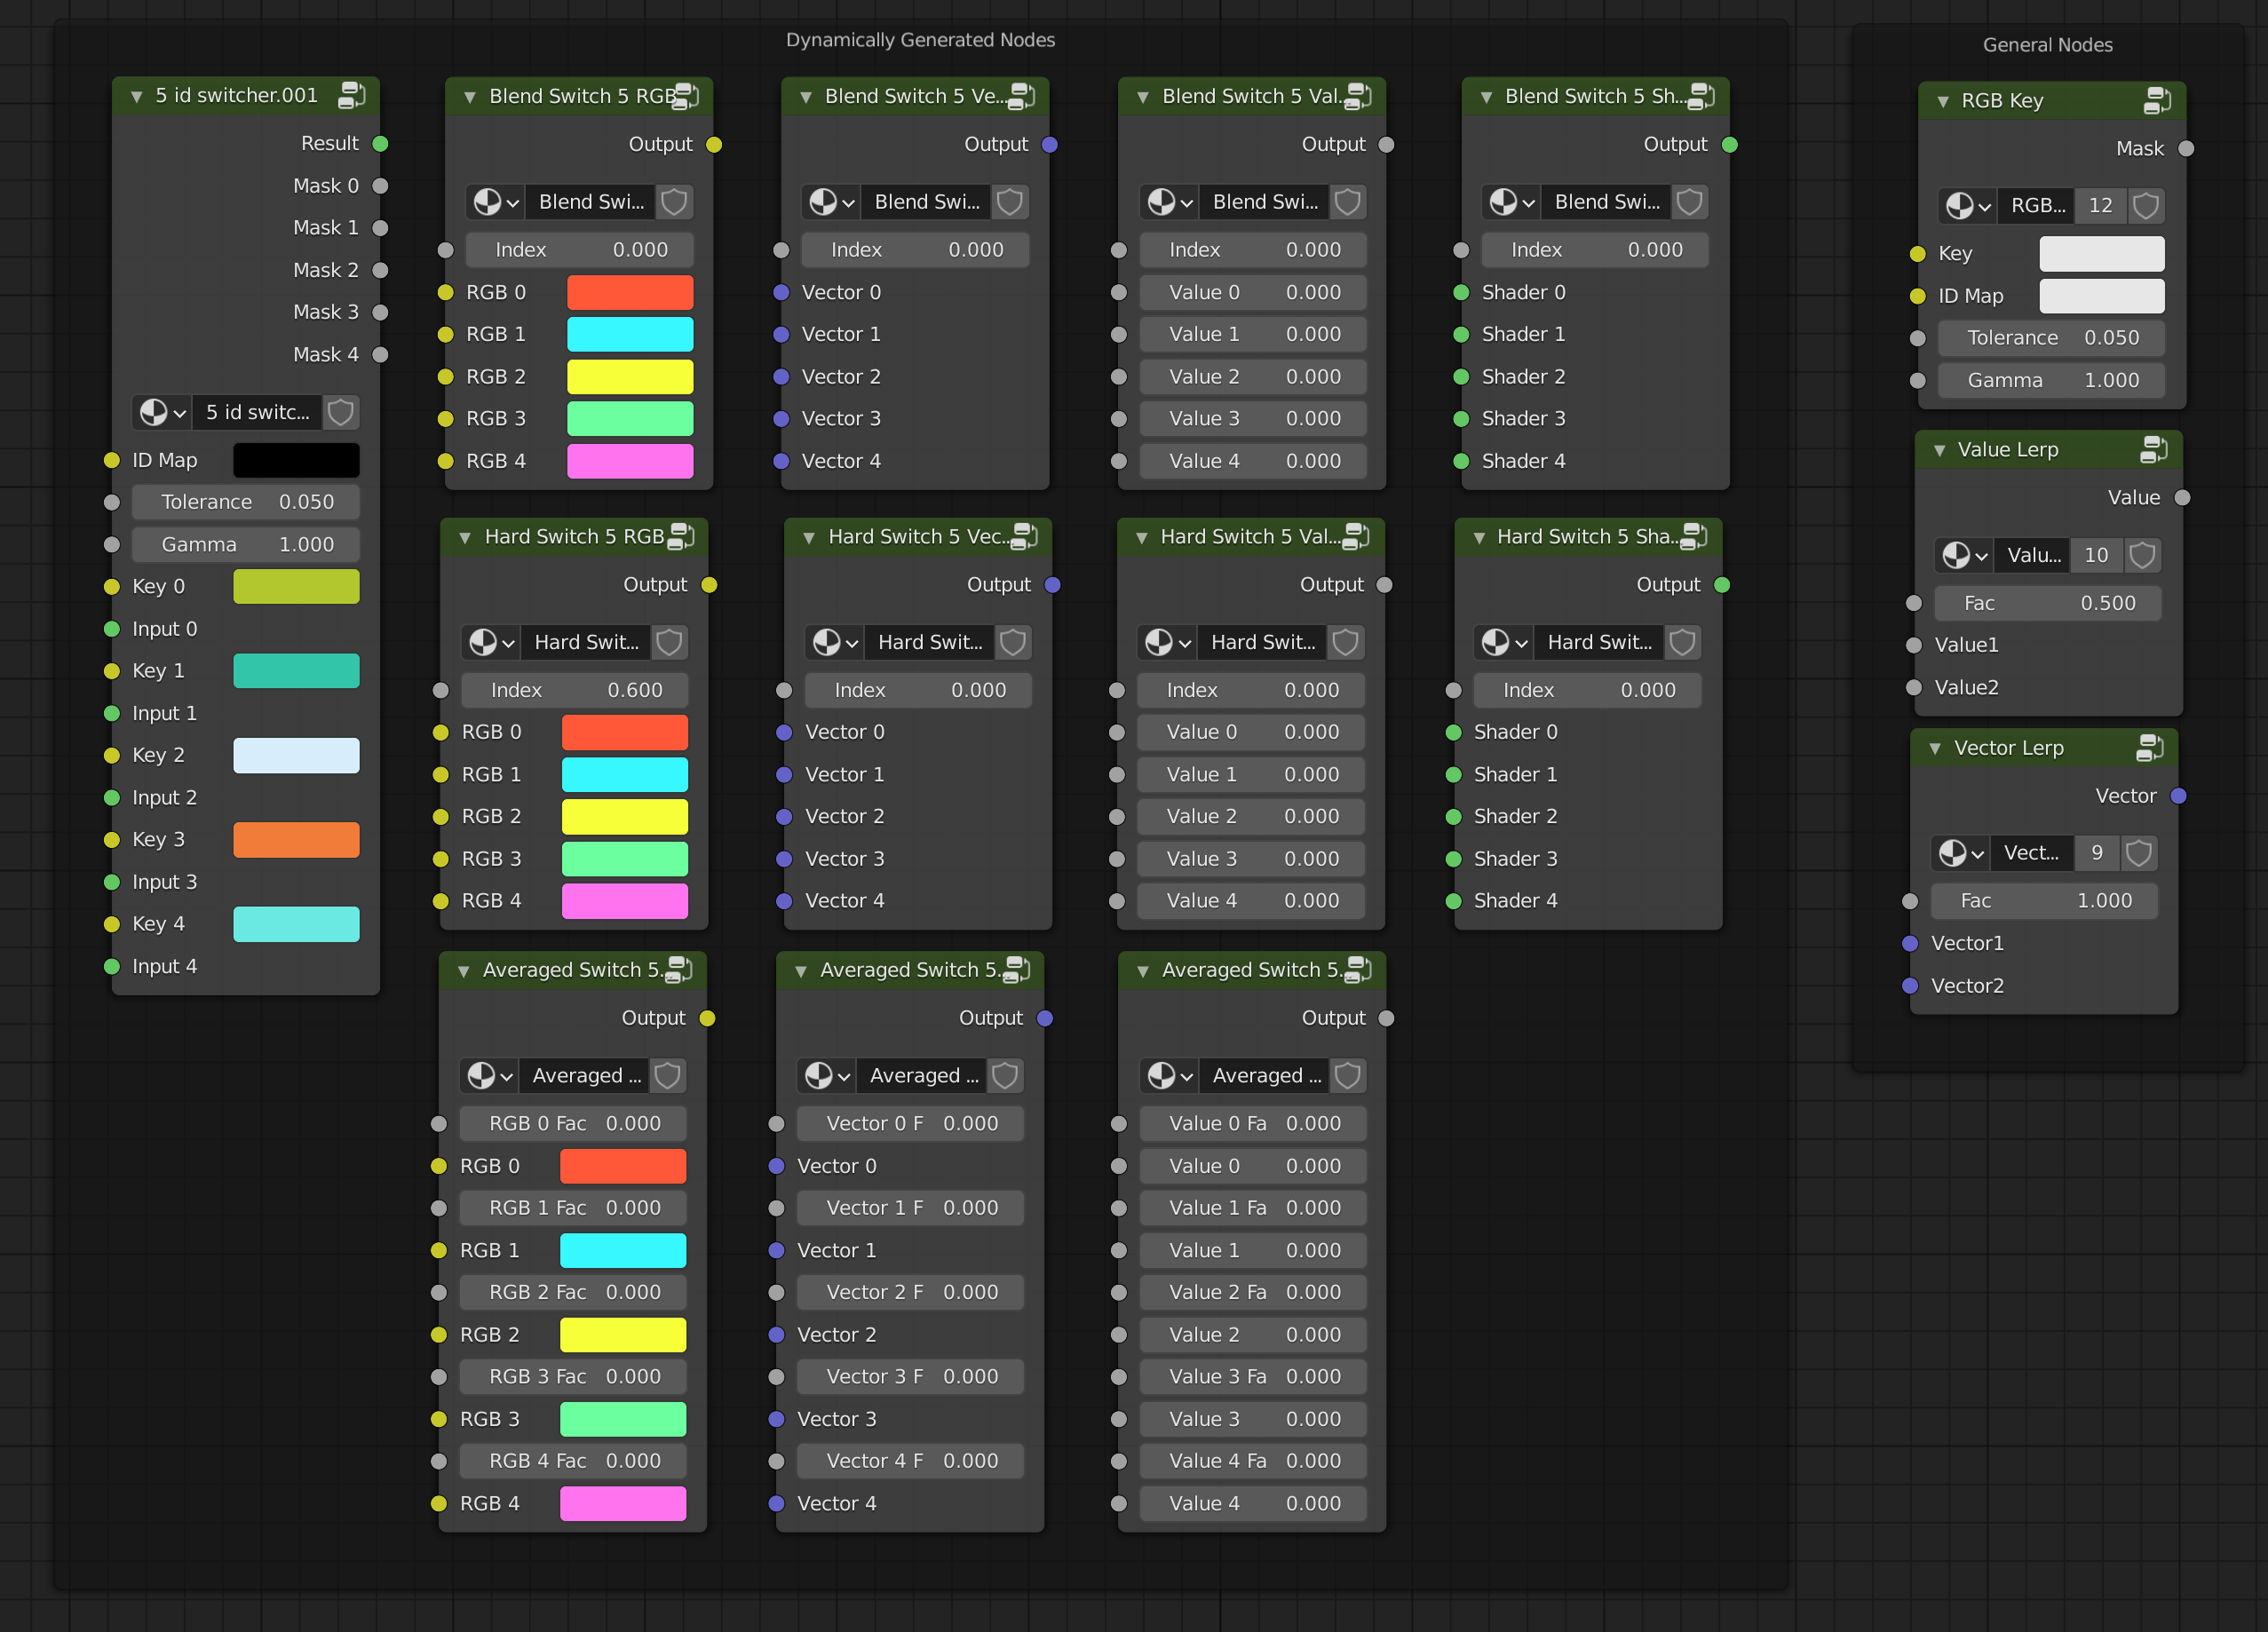 Dynamically Generated Nodes
5 id switcher.001
Result
Mask 0
Mask 1
Mask 2
Mask 3
Mask 4
5 id switc...
ID Map
Tolerance 0.050
Gamma 1.000
Key 0
Input 0
Key 1
Input 1
Key 2
Input 2
Key 3
Input 3
Key 4
Input 4
Blend Switch 5 RGB
Output
Blend Swi...
Index 0.000
RGB 0
RGB 1
RGB 2
RGB 3
RGB 4
Blend Switch 5 Ve...
Output
Blend Swi...
Index 0.000
Vector 0
Vector 1
Vector 2
Vector 3
Vector 4
Blend Switch 5 Val...
Output
Blend Swi...
Index 0.000
Value 0 0.000
Value 1 0.000
Value 2 0.000
Value 3 0.000
Value 4 0.000
Blend Switch 5 Sh...
Output
Blend Swi...
Index 0.000
Shader 0
Shader 1
Shader 2
Shader 3
Shader 4
Hard Switch 5 RGB
Output
Hard Swit...
Index 0.600
RGB 0
RGB 1
RGB 2
RGB 3
RGB 4
Hard Switch 5 Vec...
Output
Hard Swit...
Index 0.000
Vector 0
Vector 1
Vector 2
Vector 3
Vector 4
Hard Switch 5 Val...
Output
Hard Swit...
Index 0.000
Value 0 0.000
Value 1 0.000
Value 2 0.000
Value 3 0.000
Value 4 0.000
Hard Switch 5 Sha...
Output
Hard Swit...
Index 0.000
Shader 0
Shader 1
Shader 2
Shader 3
Shader 4
Averaged Switch 5...
Output
Averaged ...
RGB 0 Fac 0.000
RGB 0
RGB 1 Fac 0.000
RGB 1
RGB 2 Fac 0.000
RGB 2
RGB 3 Fac 0.000
RGB 3
RGB 4 Fac 0.000
RGB 4
Averaged Switch 5...
Output
Averaged ...
Vector 0 F 0.000
Vector 0
Vector 1 F 0.000
Vector 1
Vector 2 F 0.000
Vector 2
Vector 3 F 0.000
Vector 3
Vector 4 F 0.000
Vector 4
Averaged Switch 5...
Output
Averaged ...
Value 0 Fa 0.000
Value 0 0.000
Value 1 Fa 0.000
Value 1 0.000
Value 2 Fa 0.000
Value 2 0.000
Value 3 Fa 0.000
Value 3 0.000
Value 4 Fa 0.000
Value 4 0.000
General Nodes
RGB Key
Mask
RGB... 12
Key
ID Map
Tolerance 0.050
Gamma 1.000
Value Lerp
Value
Valu... 10
Fac 0.500
Value1
Value2
Vector Lerp
Vector
Vect... 9
Fac 1.000
Vector1
Vector2